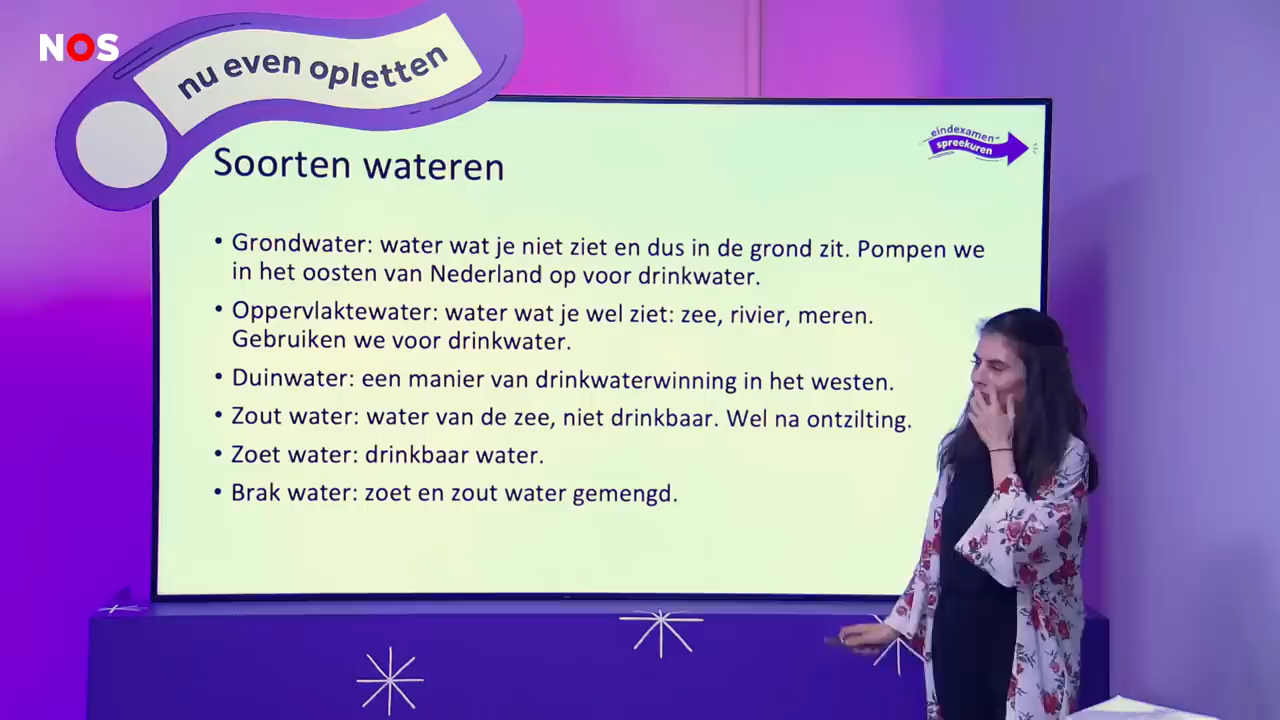 NOS
nu even opletten
eindexamen-
spreekuren
Soorten wateren
• Grondwater: water wat je niet ziet en dus in de grond zit. Pompen we
in het oosten van Nederland op voor drinkwater.
• Oppervlaktewater: water wat je wel ziet: zee, rivier, meren.
Gebruiken we voor drinkwater.
• Duinwater: een manier van drinkwaterwinning in het westen.
• Zout water: water van de zee, niet drinkbaar. Wel na ontzilting.
• Zoet water: drinkbaar water.
• Brak water: zoet en zout water gemengd.